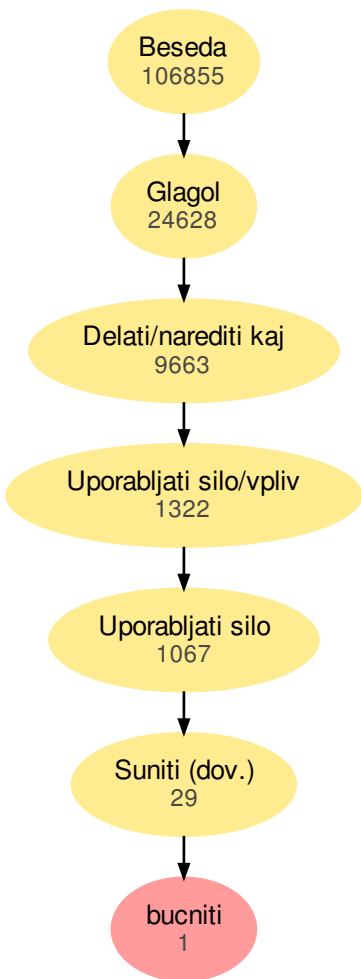 Beseda
106855
Glagol
24628
Delati/narediti kaj
9663
Uporabljati silo/vpliv
1322
Uporabljati silo
1067
Suniti (dov.)
29
bucniti
1